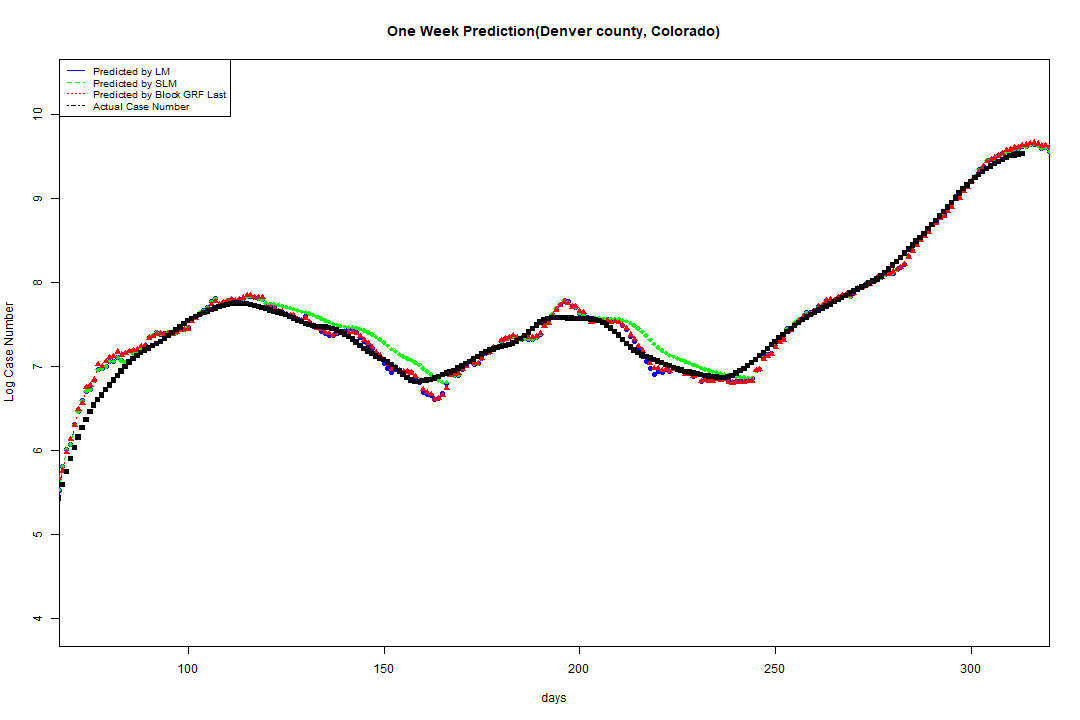 One Week Prediction(Denver county, Colorado)
Predicted by LM
Predicted by SLM
Predicted by Block GRF Last
Actual Case Number
Log Case Number
10
9
8
7
6
5
4
100 150 200 250 300
days